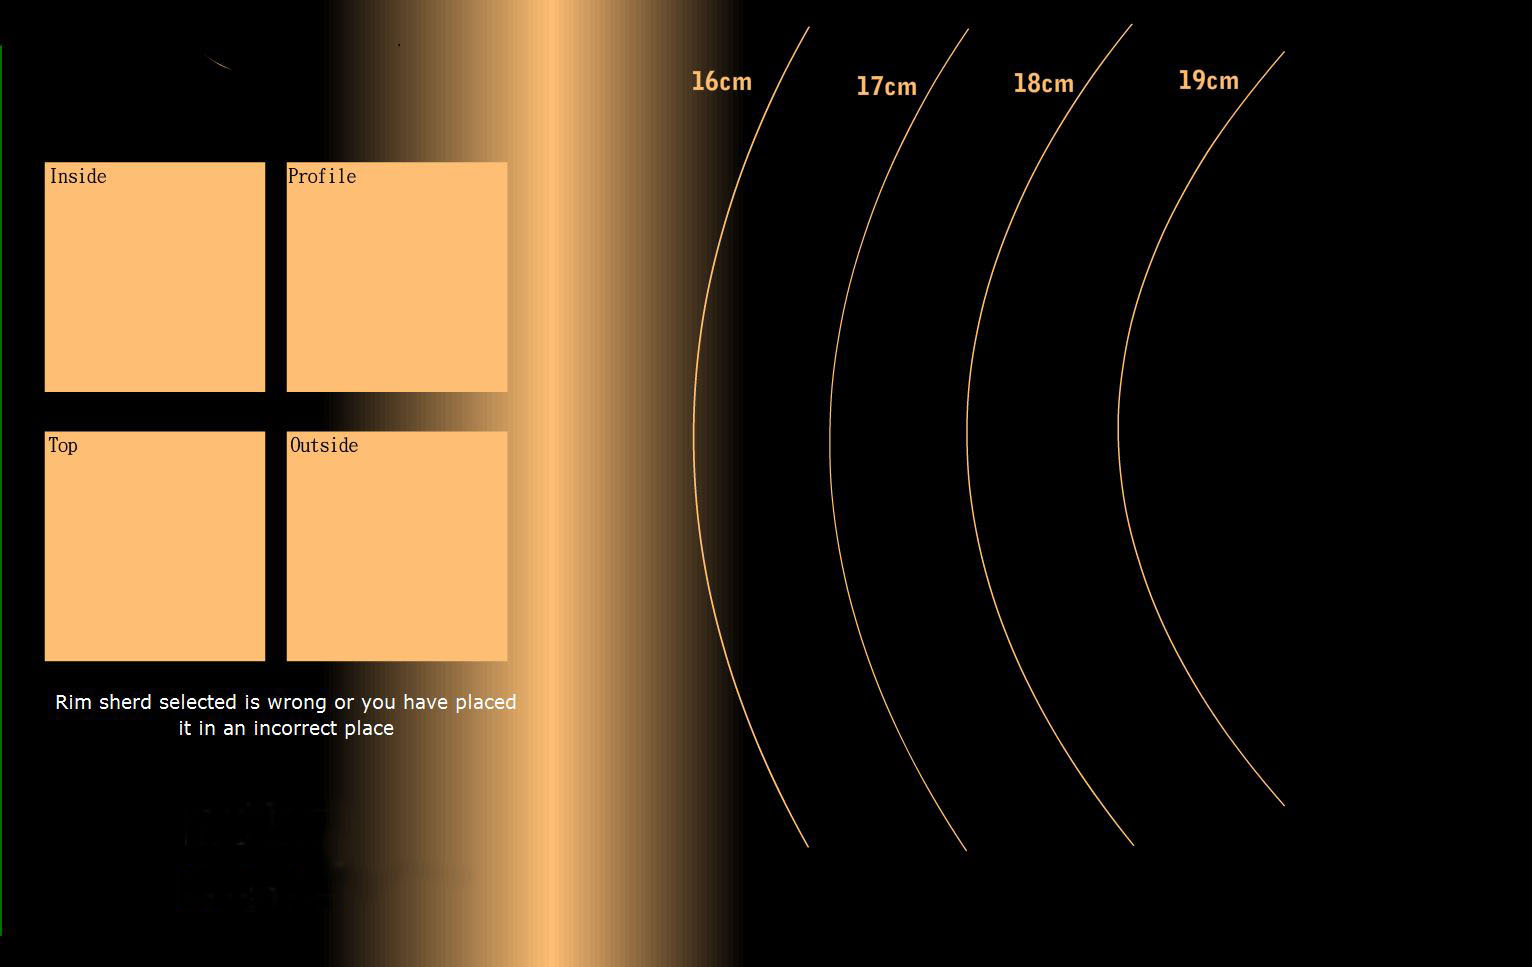 16cm
17cm
18cm
19cm
Inside
Profile
Top
Outside
Rim sherd selected is wrong or you have placed
it in an incorrect place